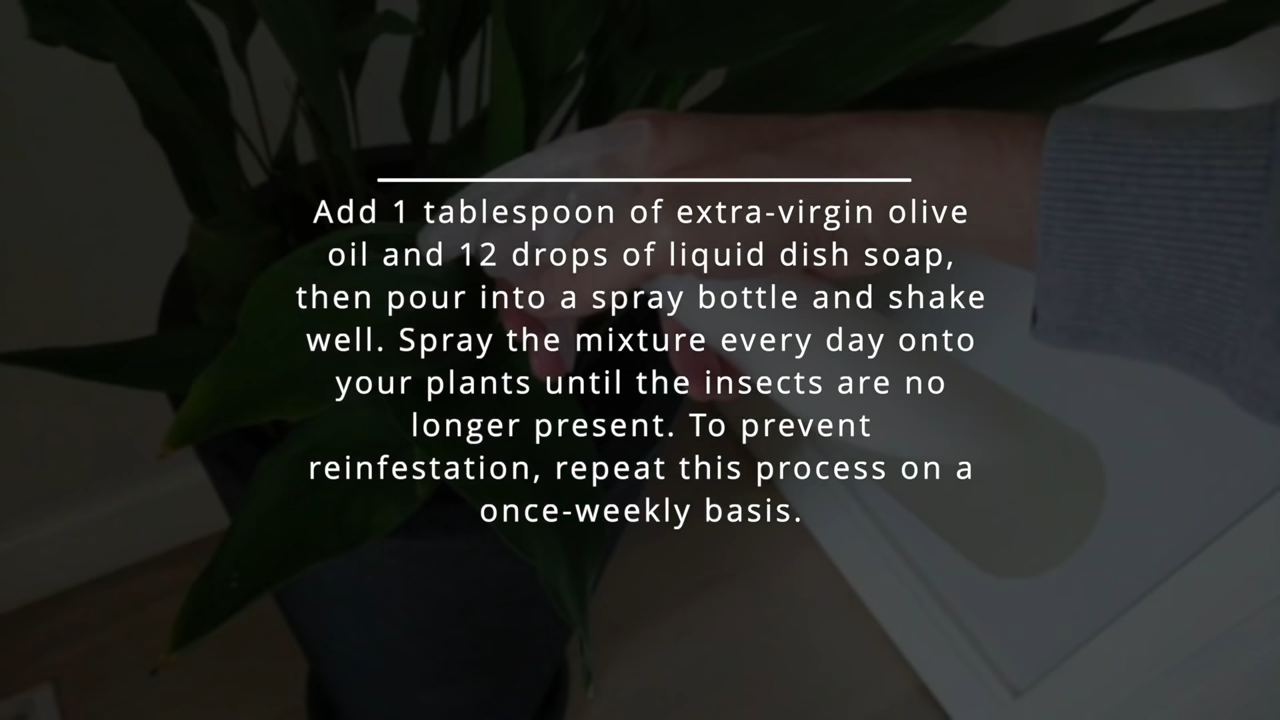 Add 1 tablespoon of extra-virgin olive
oil and 12 drops of liquid dish soap,
then pour into a spray bottle and shake
well. Spray the mixture every day onto
your plants until the insects are no
longer present. To prevent
reinfestation, repeat this process on a
once-weekly basis.